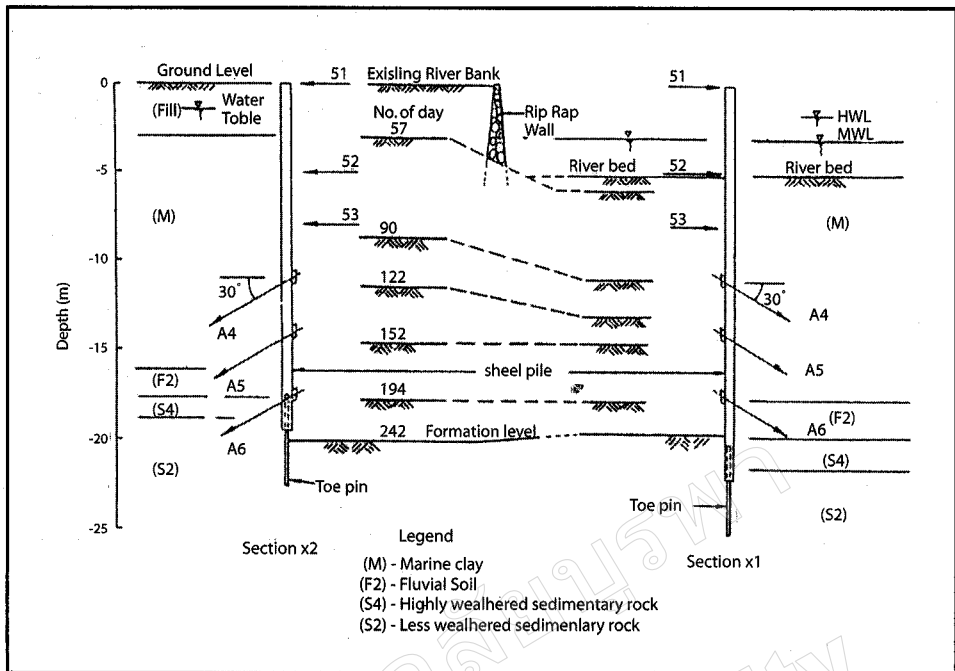 Ground Level
51
Existing River Bank
51
0
(Fill)
Water
Toble
No. of day
57
Rip Rap
Wall
HWL
MWL
-5
52
River bed
52
River bed
(M)
53
90
53
(M)
-10
122
30°
30°
A4
A4
Depth (m)
-15
152
sheel pile
(F2)
A5
A5
(S4)
194
(F2)
-20
A6
242
Formation level
A6
(S4)
(S2)
Toe pin
Toe pin
(S2)
-25
Section x2
Legend
Section x1
(M) - Marine clay
(F2) - Fluvial Soil
(S4) - Highly wealhered sedimentary rock
(S2) - Less wealhered sedimenlary rock